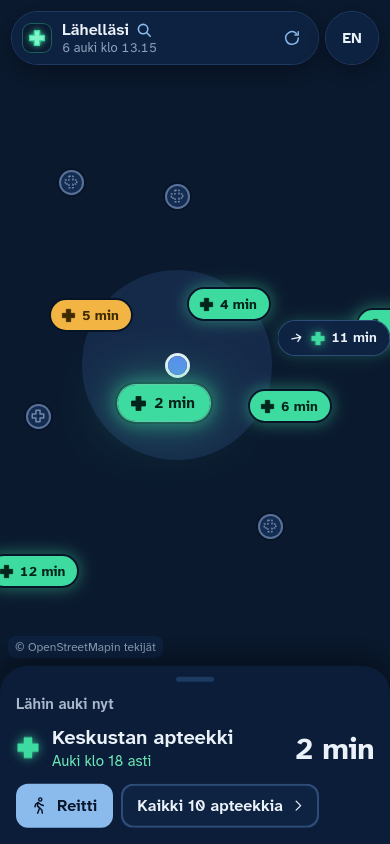 Lähelläsi
6 auki klo 13.15
EN
4 min
5 min
11 min
2 min
6 min
12 min
© OpenStreetMapin tekijät
Lähin auki nyt
Keskustan apteekki
Auki klo 18 asti
2 min
Reitti
Kaikki 10 apteekkia